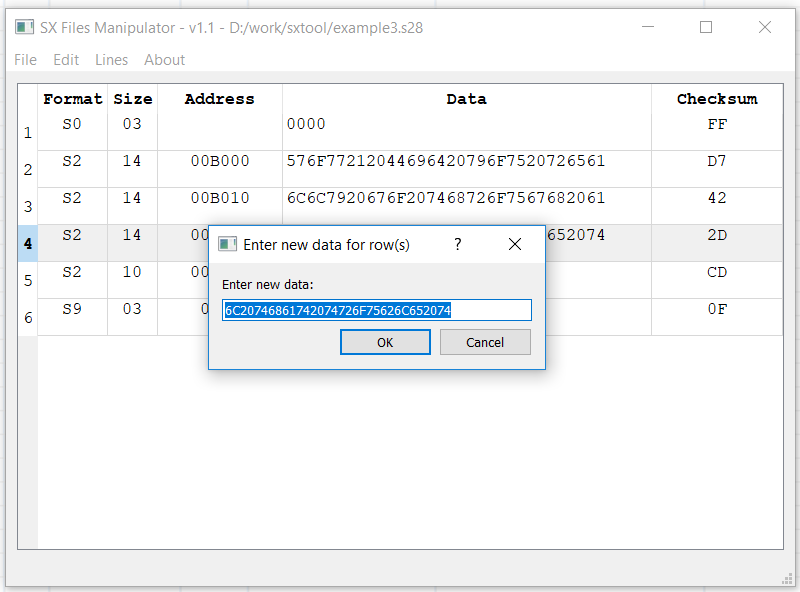 SX Files Manipulator - v1.1 - D:/work/sxtool/example3.s28
File Edit Lines About
Format Size Address Data Checksum
1 S0 03 0000 FF
2 S2 14 00B000 576F77212044696420796F7520726561 D7
3 S2 14 00B010 6C6C7920676F207468726F7567682061 42
4 S2 14 00 652074 2D
5 S2 10 00 CD
6 S9 03 0 0F
Enter new data for row(s) ?
Enter new data:
6C20746861742074726F75626C652074
OK Cancel